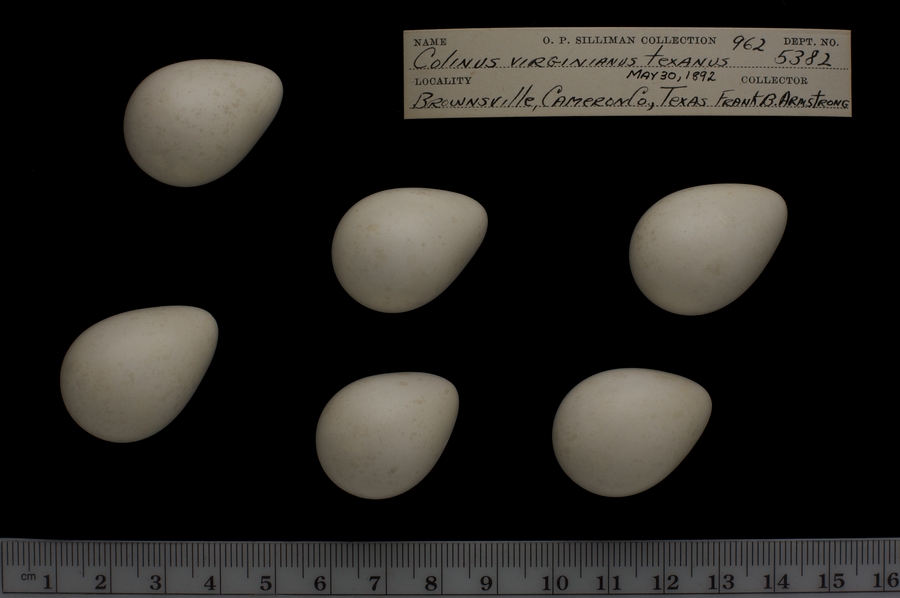 NAME O. P. SILLIMAN COLLECTION 962 DEPT. NO.
Colinus virginianus texanus 5382
LOCALITY May 30, 1892 COLLECTOR
Brownsville, Cameron Co., Texas. Frank B. Armstrong
cm 1 2 3 4 5 6 7 8 9 10 11 12 13 14 15 16